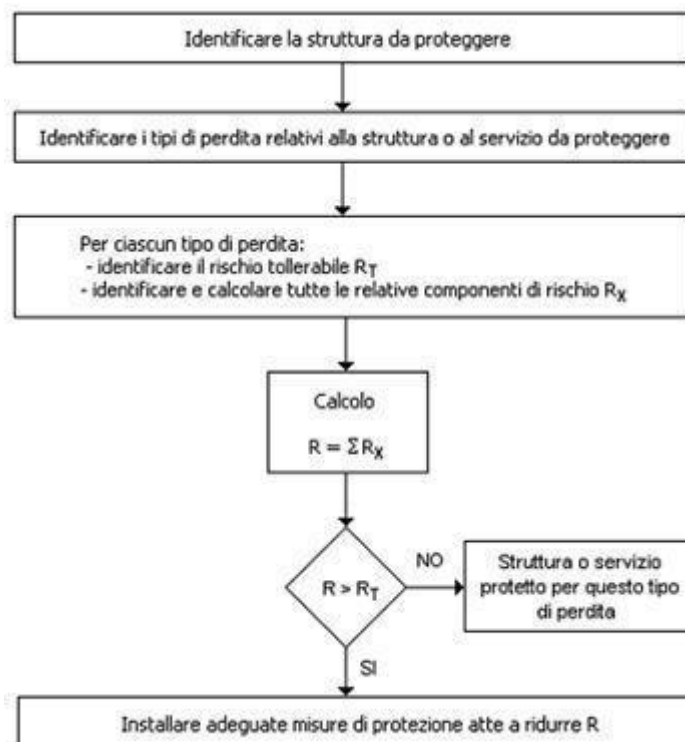 Identificare la struttura da proteggere
Identificare i tipi di perdita relativi alla struttura o al servizio da proteggere
Per ciascun tipo di perdita:
- identificare il rischio tollerabile RT
- identificare e calcolare tutte le relative componenti di rischio RX
Calcolo
R = ΣRX
R > RT
NO
Struttura o servizio
protetto per questo tipo
di perdita
SI
Installare adeguate misure di protezione atte a ridurre R